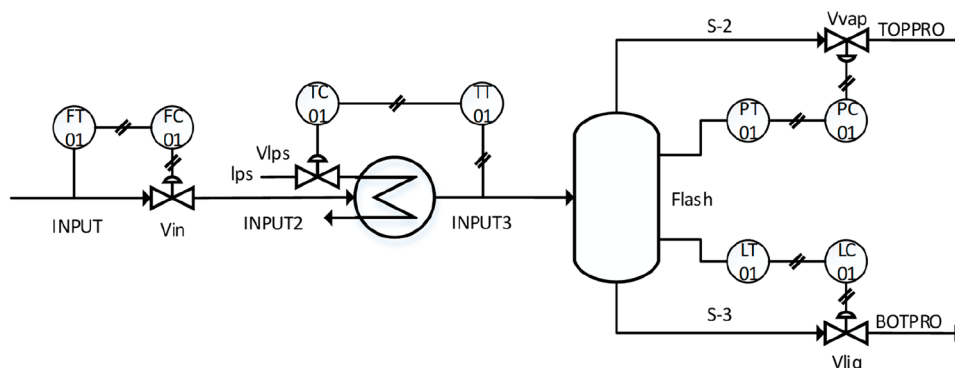 S-2
Vvap
TOPPRO
FT
01
FC
01
TC
01
TT
01
PT
01
PC
01
Vlps
lps
INPUT
Vin
INPUT2
INPUT3
Flash
LT
01
LC
01
S-3
BOTPRO
Vliq